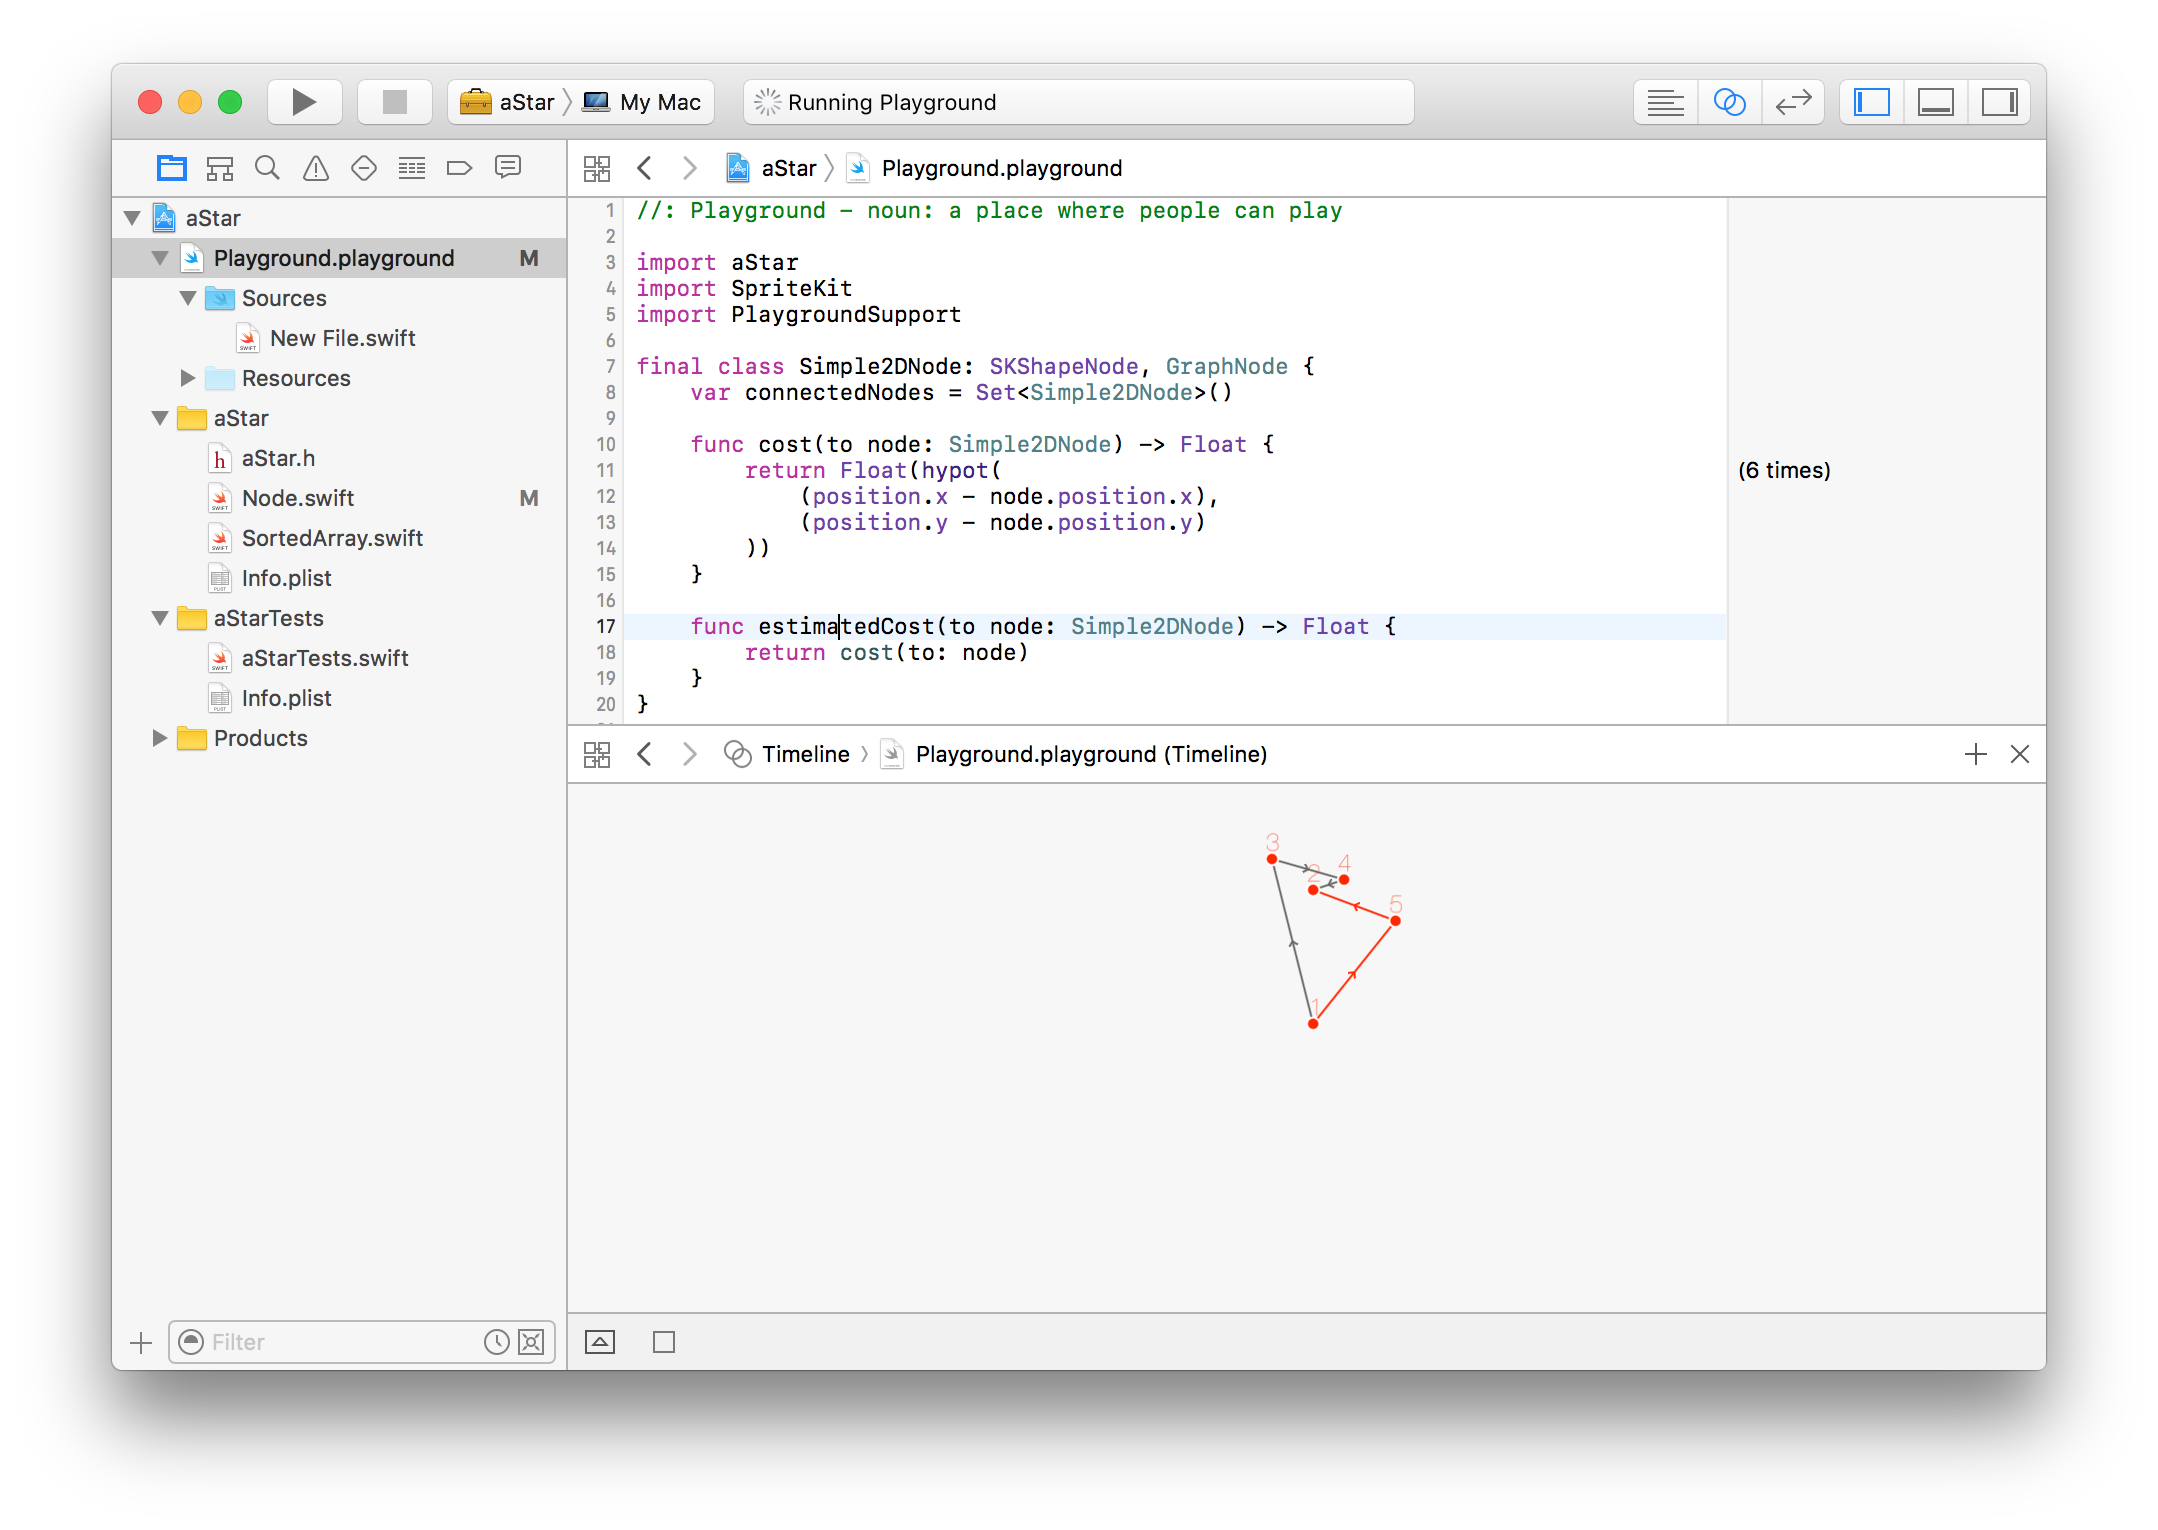 aStar 〉 My Mac
Running Playground
aStar 〉 Playground.playground
aStar
Playground.playground M
Sources
New File.swift
Resources
aStar
aStar.h
Node.swift M
SortedArray.swift
Info.plist
aStarTests
aStarTests.swift
Info.plist
Products
Filter
1 //: Playground - noun: a place where people can play
2
3 import aStar
4 import SpriteKit
5 import PlaygroundSupport
6
7 final class Simple2DNode: SKShapeNode, GraphNode {
8     var connectedNodes = Set<Simple2DNode>()
9
10     func cost(to node: Simple2DNode) -> Float {
11         return Float(hypot( (6 times)
12             (position.x - node.position.x),
13             (position.y - node.position.y)
14         ))
15     }
16
17     func estimatedCost(to node: Simple2DNode) -> Float {
18         return cost(to: node)
19     }
20 }
Timeline 〉 Playground.playground (Timeline)
3
4
2
5
1